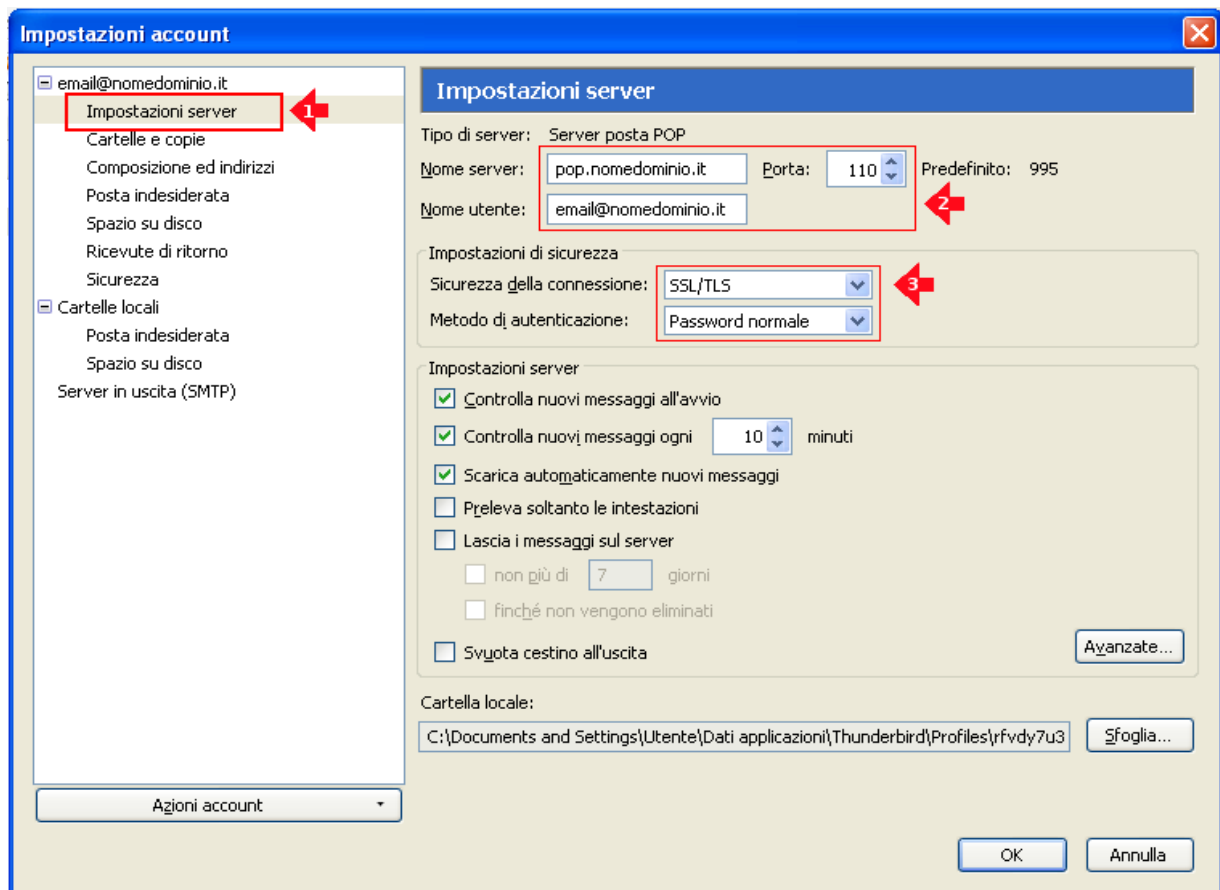 Impostazioni account
email@nomedominio.it
Impostazioni server
1
Cartelle e copie
Composizione ed indirizzi
Posta indesiderata
Spazio su disco
Ricevute di ritorno
Sicurezza
Cartelle locali
Posta indesiderata
Spazio su disco
Server in uscita (SMTP)
Azioni account
Impostazioni server
Tipo di server: Server posta POP
Nome server: pop.nomedominio.it Porta: 110 Predefinito: 995
2
Nome utente: email@nomedominio.it
Impostazioni di sicurezza
Sicurezza della connessione: SSL/TLS
3
Metodo di autenticazione: Password normale
Impostazioni server
Controlla nuovi messaggi all'avvio
Controlla nuovi messaggi ogni 10 minuti
Scarica automaticamente nuovi messaggi
Preleva soltanto le intestazioni
Lascia i messaggi sul server
non più di 7 giorni
finché non vengono eliminati
Svuota cestino all'uscita
Avanzate...
Cartella locale:
C:\Documents and Settings\Utente\Dati applicazioni\Thunderbird\Profiles\rfvdy7u3 Sfoglia...
OK Annulla